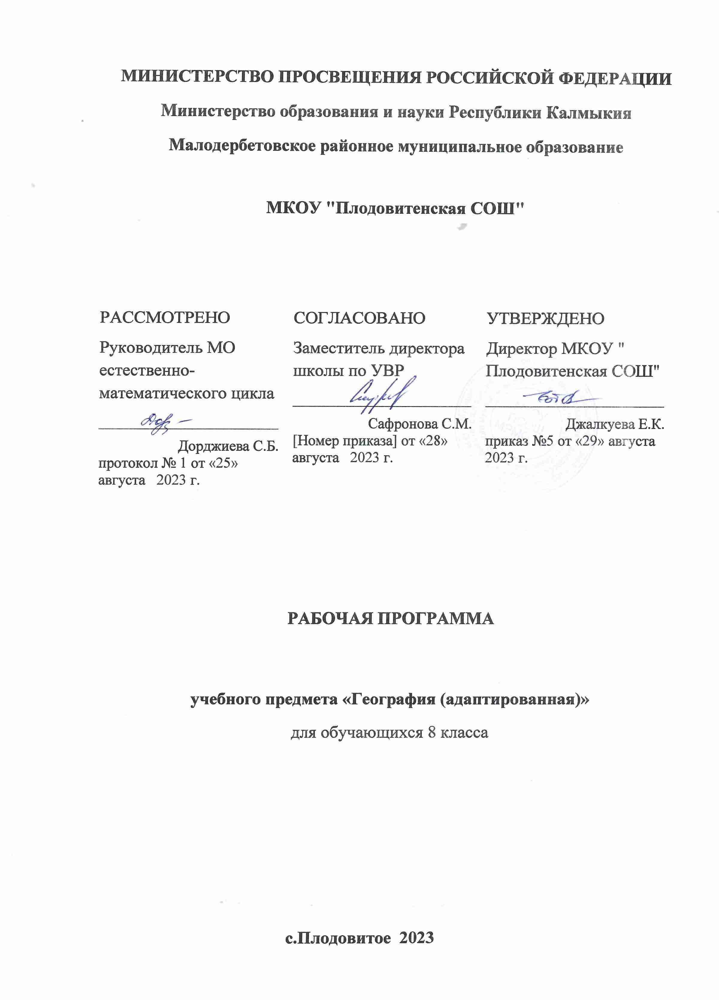 МИНИСТЕРСТВО ПРОСВЕЩЕНИЯ РОССИЙСКОЙ ФЕДЕРАЦИИ
Министерство образования и науки Республики Калмыкия
Малодербетовское районное муниципальное образование
МКОУ "Плодовитенская СОШ"
РАССМОТРЕНО
Руководитель МО
естественно-
математического цикла
Дорджиева С.Б.
протокол № 1 от «25»
августа   2023 г.
СОГЛАСОВАНО
Заместитель директора
школы по УВР
Сафронова С.М.
[Номер приказа] от «28»
августа   2023 г.
УТВЕРЖДЕНО
Директор МКОУ "
Плодовитенская СОШ"
Джалкуева Е.К.
приказ №5 от «29» августа
2023 г.
РАБОЧАЯ ПРОГРАММА
учебного предмета «География (адаптированная)»
для обучающихся 8 класса
с.Плодовитое  2023